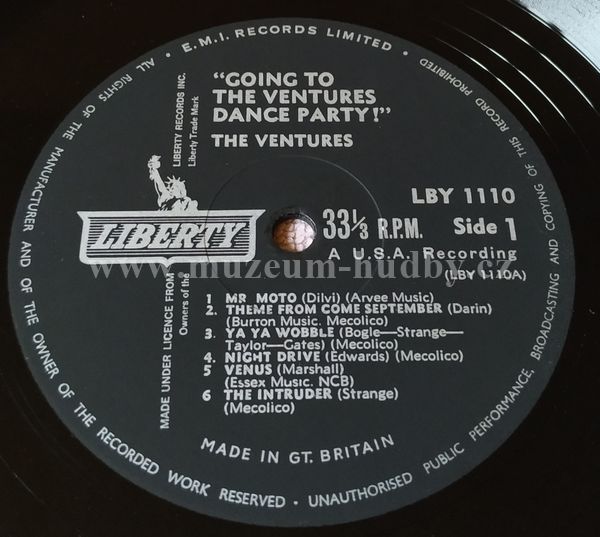 E.M.I. RECORDS LIMITED •
ALL RIGHTS OF THE MANUFACTURER AND OF THE OWNER OF THE RECORDED WORK RESERVED •
UNAUTHORISED PUBLIC PERFORMANCE, BROADCASTING AND COPYING OF THIS RECORD PROHIBITED
"GOING TO
THE VENTURES
DANCE PARTY!"
THE VENTURES
LIBERTY RECORDS INC.
Liberty Trade Mark
MADE UNDER LICENCE FROM
Owners of the
LIBERTY
LBY 1110
33⅓ R.P.M. Side 1
A U.S.A. Recording
(LBY 1110A)
www.muzeum-hudby.cz
1 MR MOTO (Dilvi) (Arvee Music)
2. THEME FROM COME SEPTEMBER (Darin)
(Burton Music. Mecolico)
3. YA YA WOBBLE (Bogle—Strange—
Taylor—Gates) (Mecolico)
4. NIGHT DRIVE (Edwards) (Mecolico)
5 VENUS (Marshall)
(Essex Music. NCB)
6 THE INTRUDER (Strange)
(Mecolico)
MADE IN GT. BRITAIN